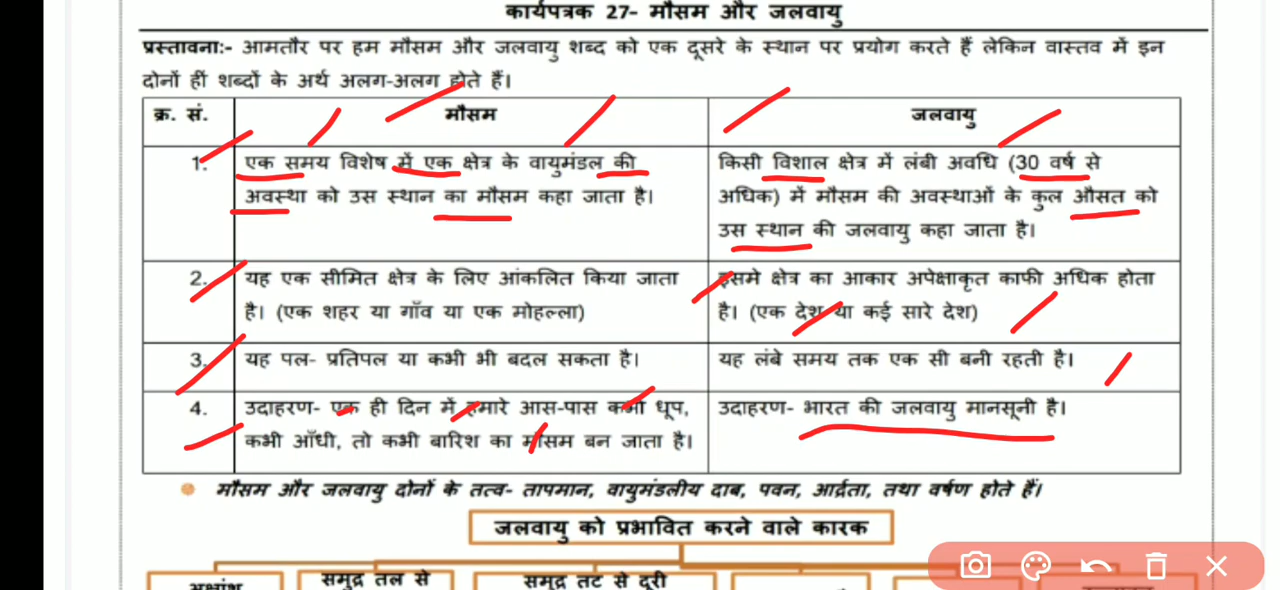 कार्यपत्रक 27- मौसम और जलवायु
प्रस्तावना:- आमतौर पर हम मौसम और जलवायु शब्द को एक दूसरे के स्थान पर प्रयोग करते हैं लेकिन वास्तव में इन
दोनों हीं शब्दों के अर्थ अलग-अलग होते हैं।
क्र. सं. मौसम जलवायु
1. एक समय विशेष में एक क्षेत्र के वायुमंडल की
अवस्था को उस स्थान का मौसम कहा जाता है।
किसी विशाल क्षेत्र में लंबी अवधि (30 वर्ष से
अधिक) में मौसम की अवस्थाओं के कुल औसत को
उस स्थान की जलवायु कहा जाता है।
2. यह एक सीमित क्षेत्र के लिए आंकलित किया जाता
है। (एक शहर या गाँव या एक मोहल्ला)
इसमे क्षेत्र का आकार अपेक्षाकृत काफी अधिक होता
है। (एक देश या कई सारे देश)
3. यह पल- प्रतिपल या कभी भी बदल सकता है।
यह लंबे समय तक एक सी बनी रहती है।
4. उदाहरण- एक ही दिन में हमारे आस-पास कभी धूप,
कभी आँधी, तो कभी बारिश का मौसम बन जाता है।
उदाहरण- भारत की जलवायु मानसूनी है।
मौसम और जलवायु दोनों के तत्व- तापमान, वायुमंडलीय दाब, पवन, आर्द्रता, तथा वर्षण होते हैं।
जलवायु को प्रभावित करने वाले कारक
अक्षांश
समुद्र तल से
समुद्र तट से दूरी